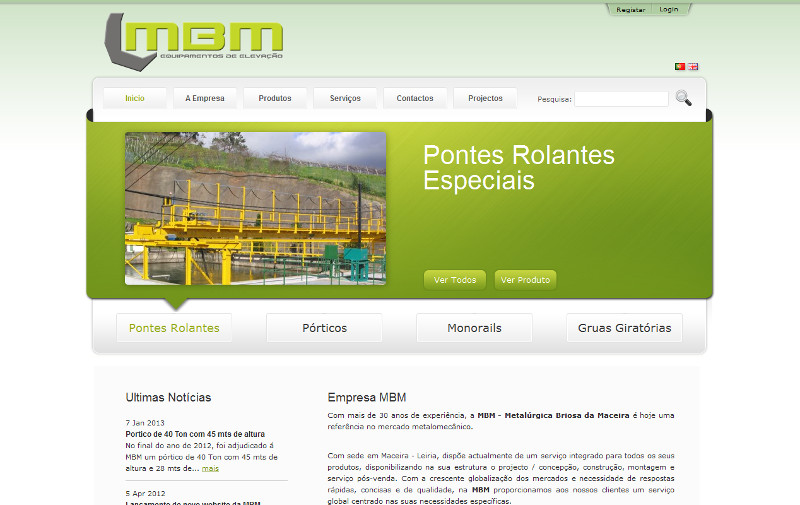 Registar Login
MBM
EQUIPAMENTOS DE ELEVAÇÃO
Inicio A Empresa Produtos Serviços Contactos Projectos Pesquisa:
Pontes Rolantes
Especiais
Ver Todos Ver Produto
Pontes Rolantes Pórticos Monorails Gruas Giratórias
Ultimas Notícias
7 Jan 2013
Portico de 40 Ton com 45 mts de altura
No final do ano de 2012, foi adjudicado á
MBM um pórtico de 40 Ton com 45 mts de
altura e 28 mts de... mais
5 Apr 2012
Lançamento do novo website da MBM
Empresa MBM
Com mais de 30 anos de experiência, a MBM - Metalúrgica Briosa da Maceira é hoje uma
referência no mercado metalomecânico.
Com sede em Maceira - Leiria, dispõe actualmente de um serviço integrado para todos os seus
produtos, disponibilizando na sua estrutura o projecto / concepção, construção, montagem e
serviço pós-venda. Com a crescente globalização dos mercados e necessidade de respostas
rápidas, concisas e de qualidade, na MBM proporcionamos aos nossos clientes um serviço
global centrado nas suas necessidades específicas.